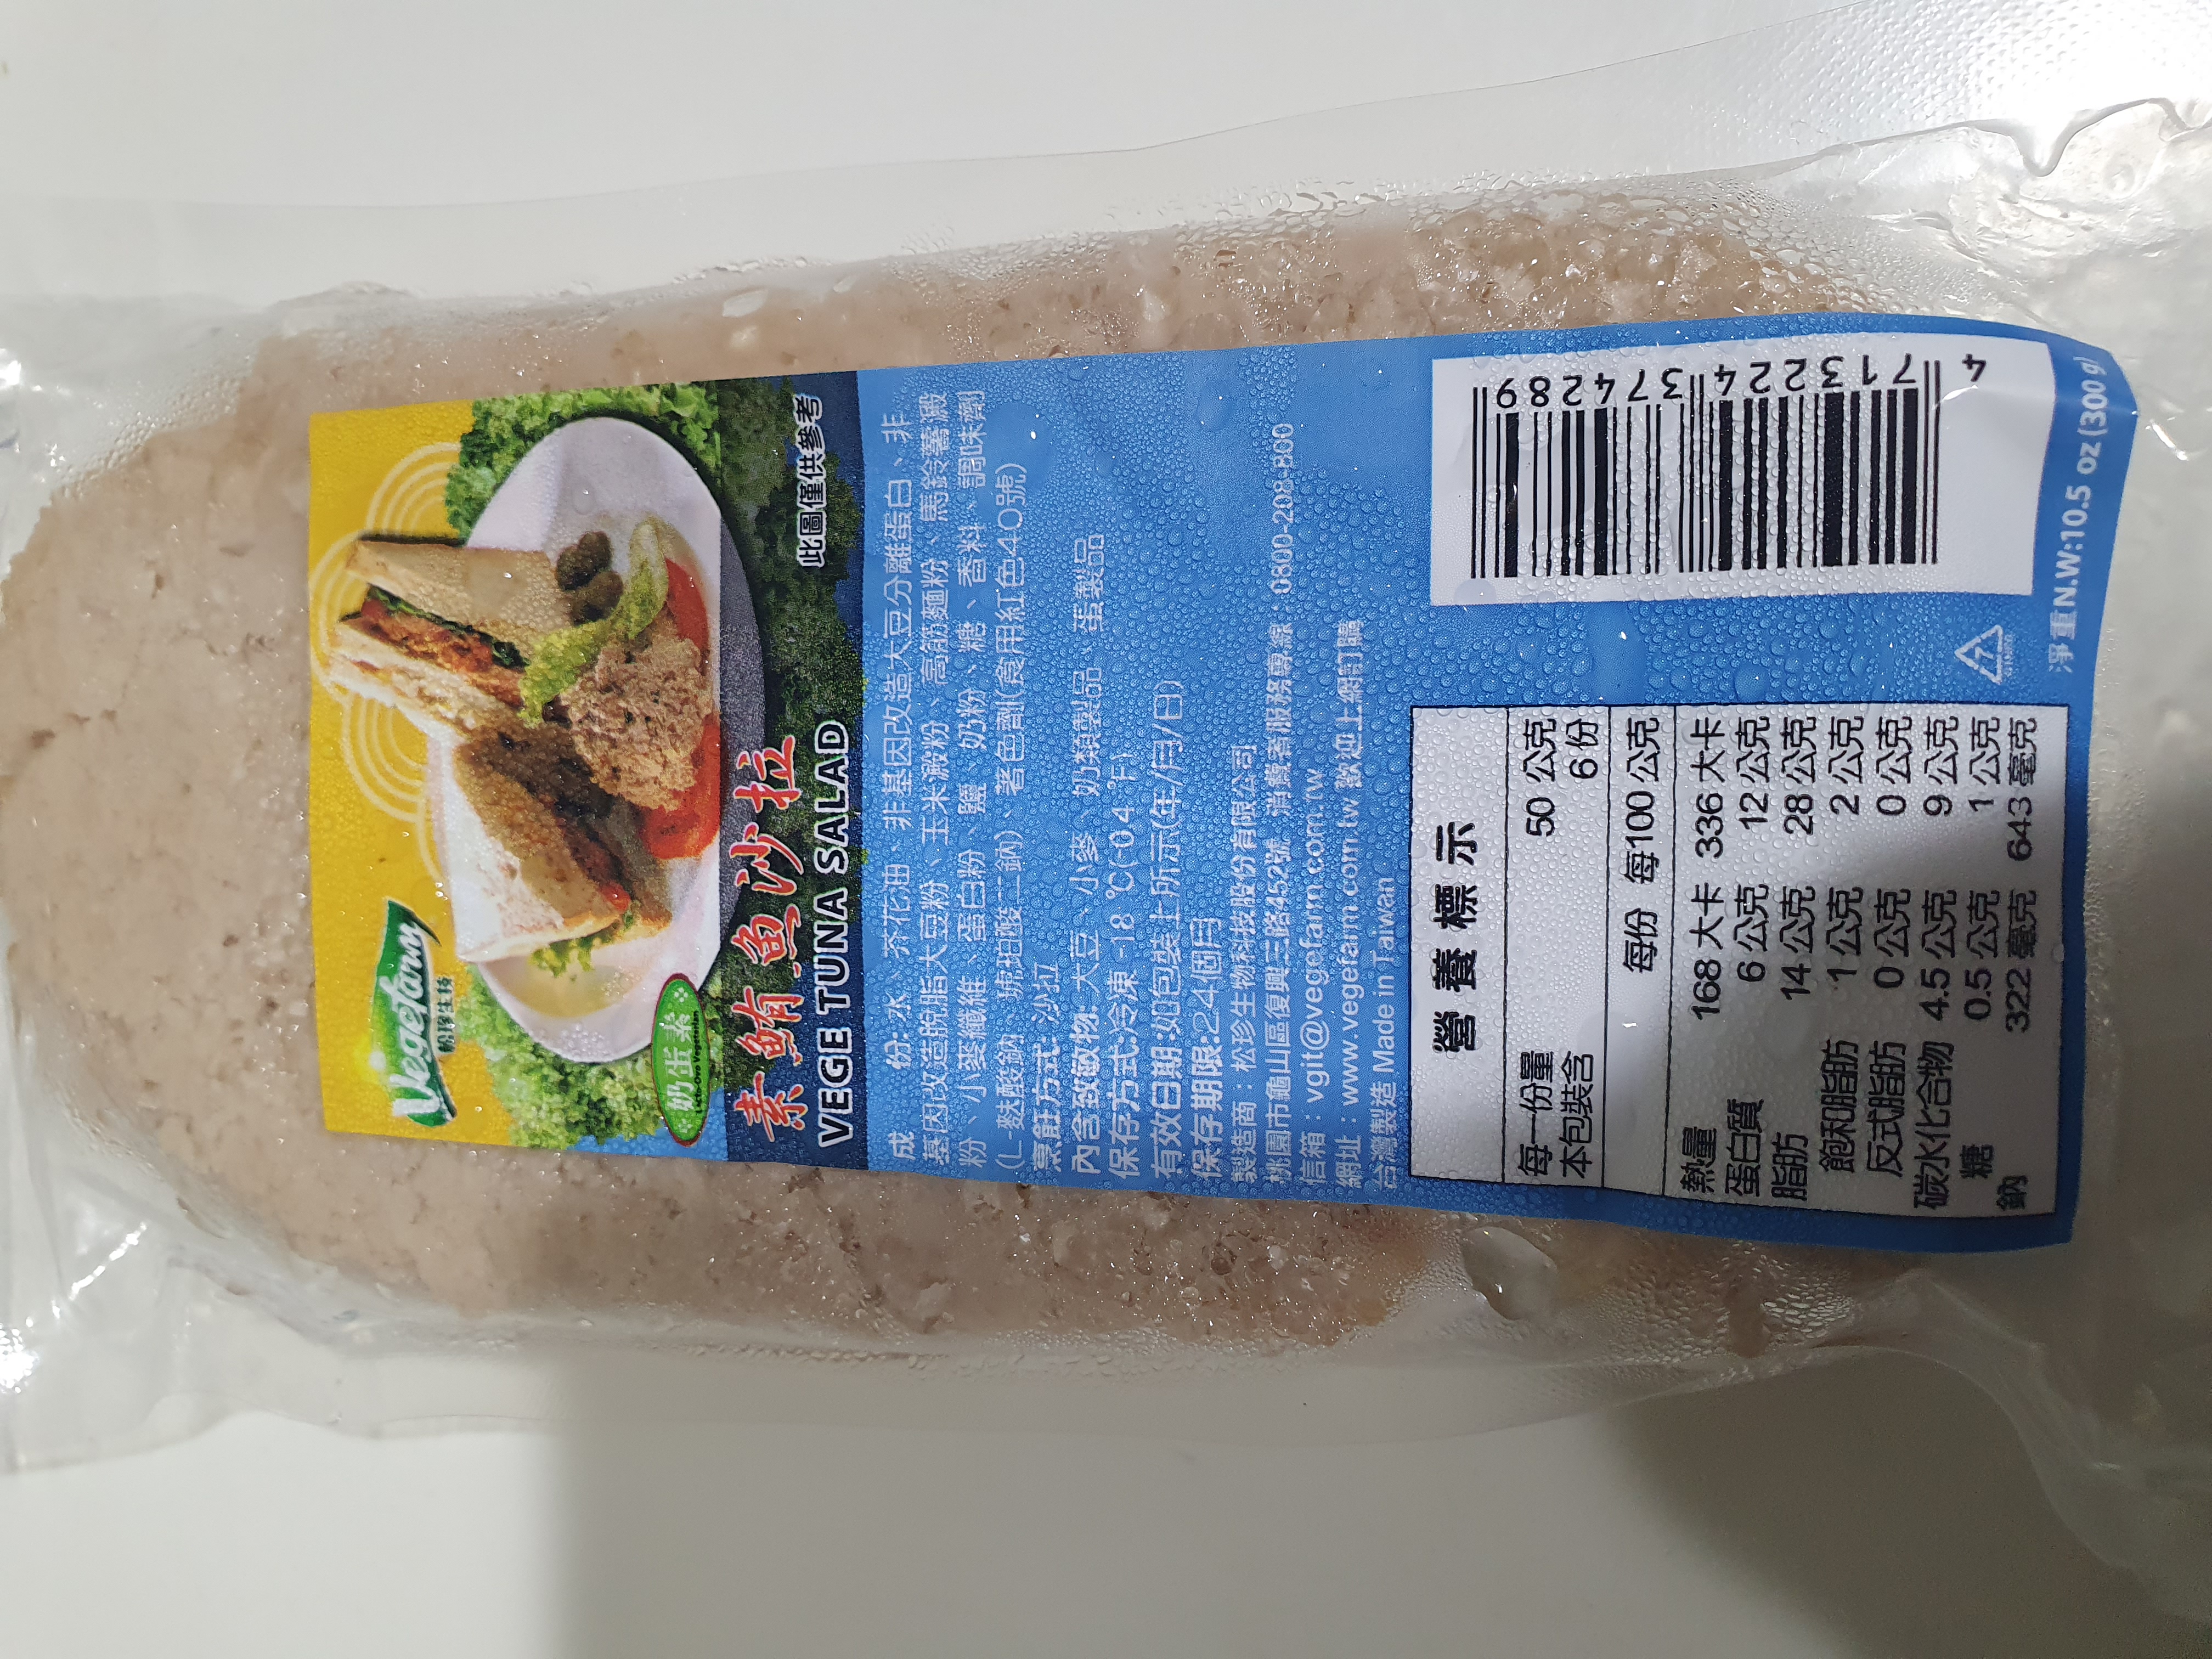 Vegefarm
松珍生技
奶蛋素
Lacto-Ovo Vegetarian
素鮪魚沙拉
VEGE TUNA SALAD
此圖僅供參考
成 份:水、芥花油、非基因改造大豆分離蛋白、非
基因改造脫脂大豆粉、玉米澱粉、高筋麵粉、馬鈴薯澱
粉、小麥纖維、蛋白粉、鹽、奶粉、糖、香料、調味劑
(L-麩酸鈉、琥珀酸二鈉)、著色劑(食用紅色40號)
烹飪方式:沙拉
內含致敏物:大豆、小麥、奶類製品、蛋製品
保存方式:冷凍 -18 °C(-0.4 °F)
有效日期:如包裝上所示(年/月/日)
保存期限:24個月
製造商：松珍生物科技股份有限公司
桃園市龜山區復興三路452號 消費者服務專線：0800-208-800
信箱：vgit@vegefarm.com.tw
網址：www.vegefarm.com.tw 歡迎上網訂購
台灣製造 Made in Taiwan
營養標示
每一份量 50 公克
本包裝含 6 份
每份 每100 公克
熱量 168 大卡 336 大卡
蛋白質 6 公克 12 公克
脂肪 14 公克 28 公克
飽和脂肪 1 公克 2 公克
反式脂肪 0 公克 0 公克
碳水化合物 4.5 公克 9 公克
糖 0.5 公克 1 公克
鈉 322 毫克 643 毫克
4 713224 374289
7
淨重N.W:10.5 oz (300 g)